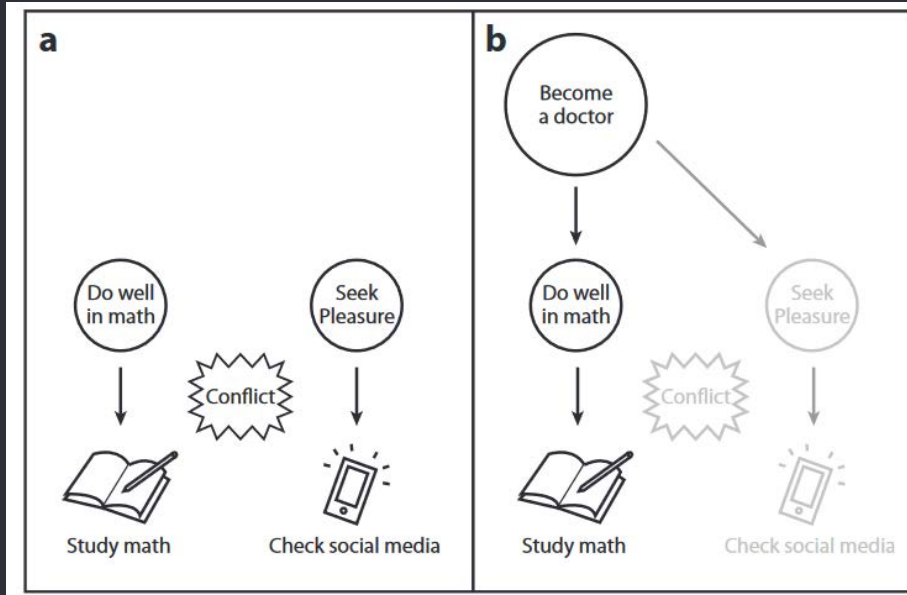 a
Do well
in math
Seek
Pleasure
Conflict
Study math
Check social media
b
Become
a doctor
Do well
in math
Seek
Pleasure
Conflict
Study math
Check social media